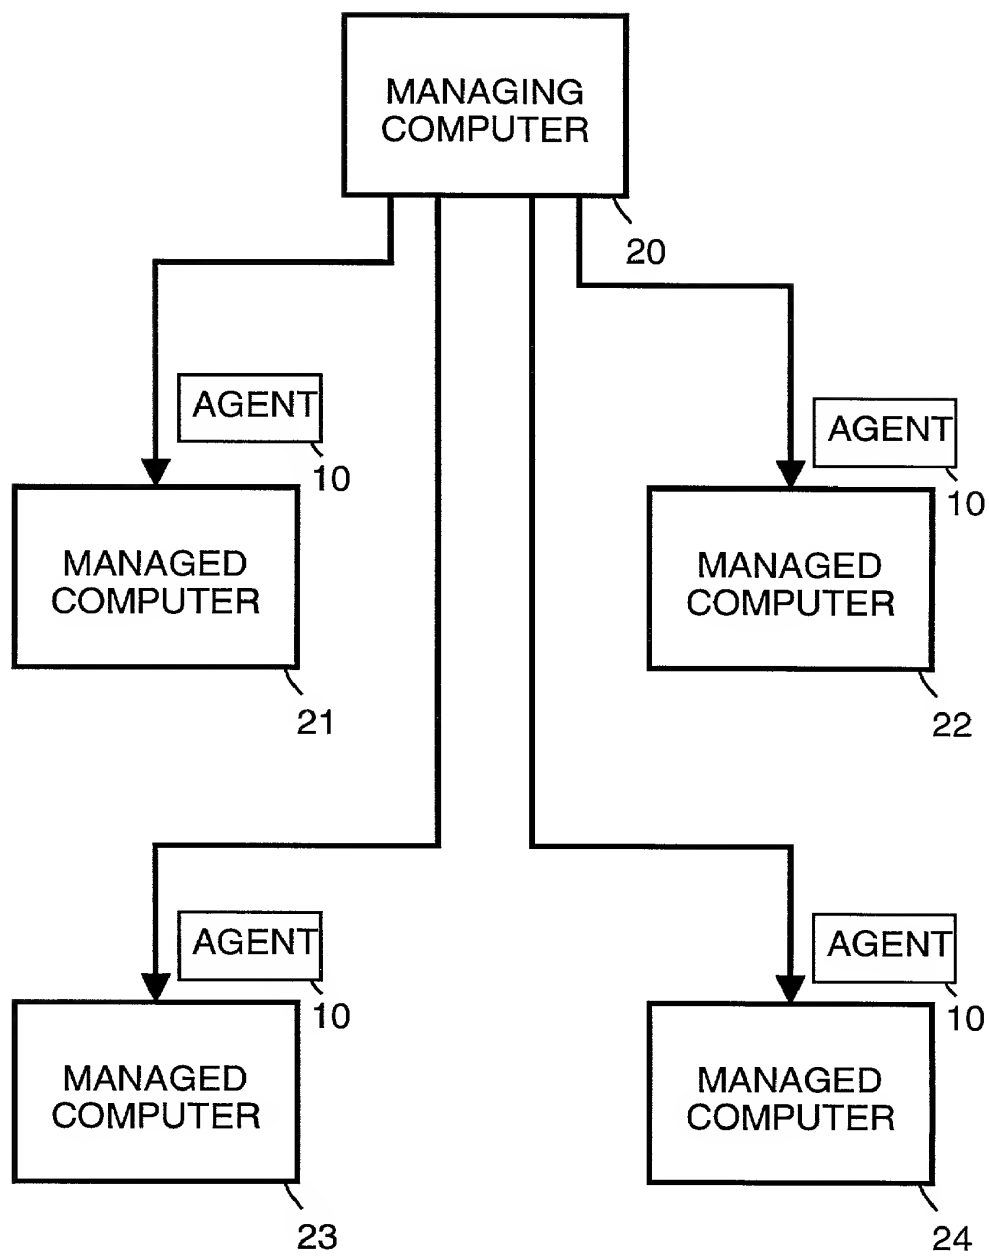 MANAGING
COMPUTER
20
AGENT
10
AGENT
10
MANAGED
COMPUTER
21
MANAGED
COMPUTER
22
AGENT
10
AGENT
10
MANAGED
COMPUTER
23
MANAGED
COMPUTER
24